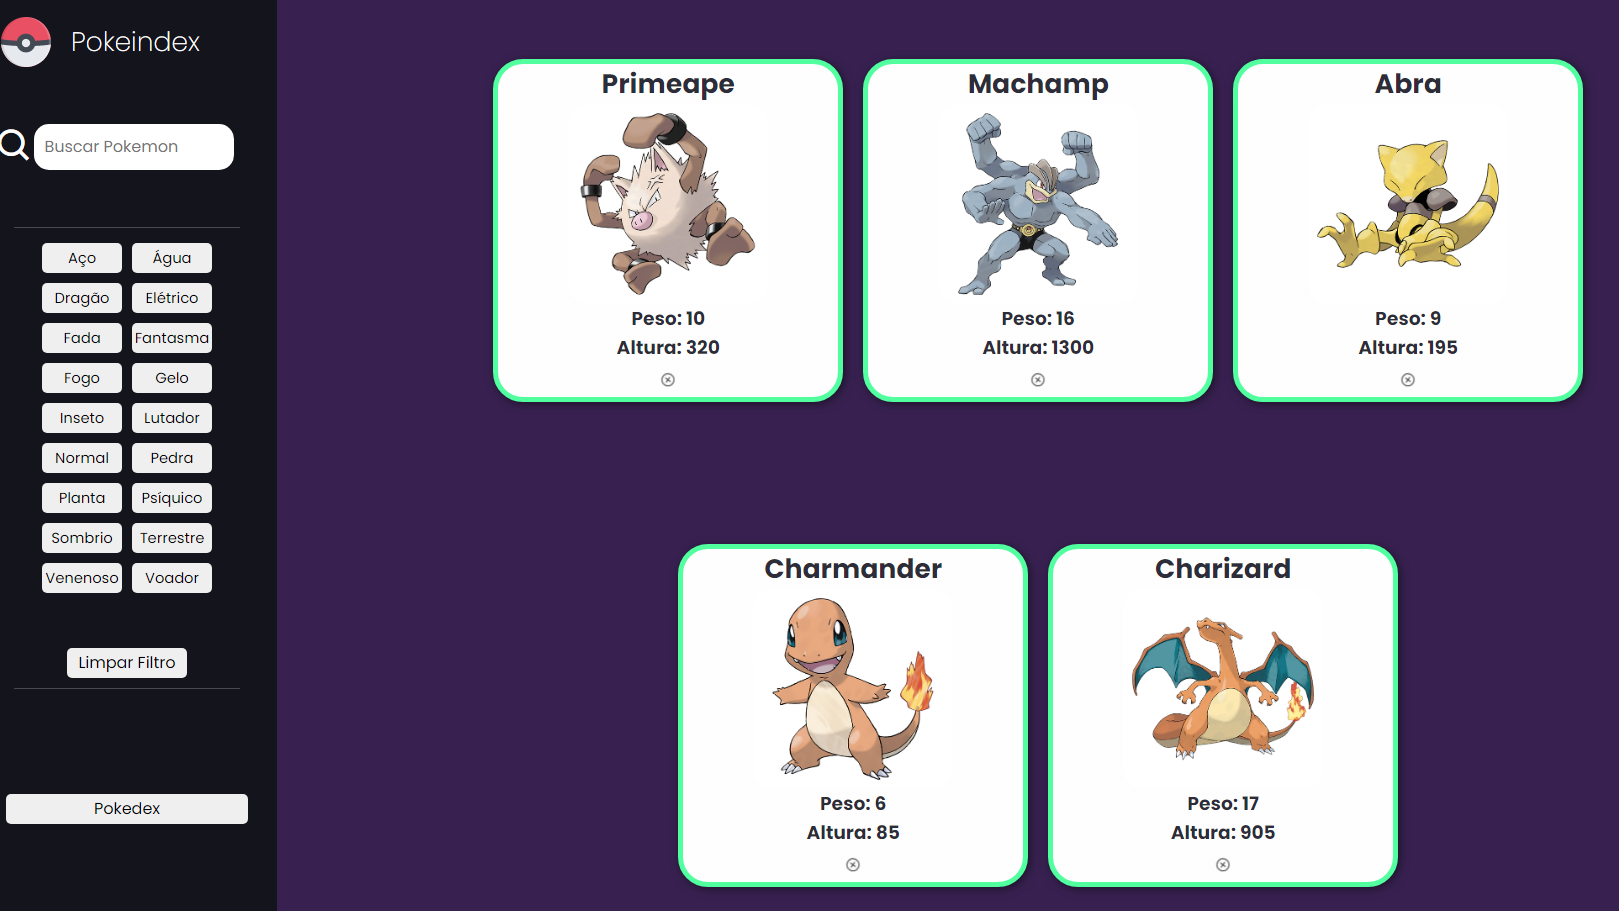 Pokeindex
Buscar Pokemon
Aço Água
Dragão Elétrico
Fada Fantasma
Fogo Gelo
Inseto Lutador
Normal Pedra
Planta Psíquico
Sombrio Terrestre
Venenoso Voador
Limpar Filtro
Pokedex
Primeape
Peso: 10
Altura: 320
Machamp
Peso: 16
Altura: 1300
Abra
Peso: 9
Altura: 195
Charmander
Peso: 6
Altura: 85
Charizard
Peso: 17
Altura: 905